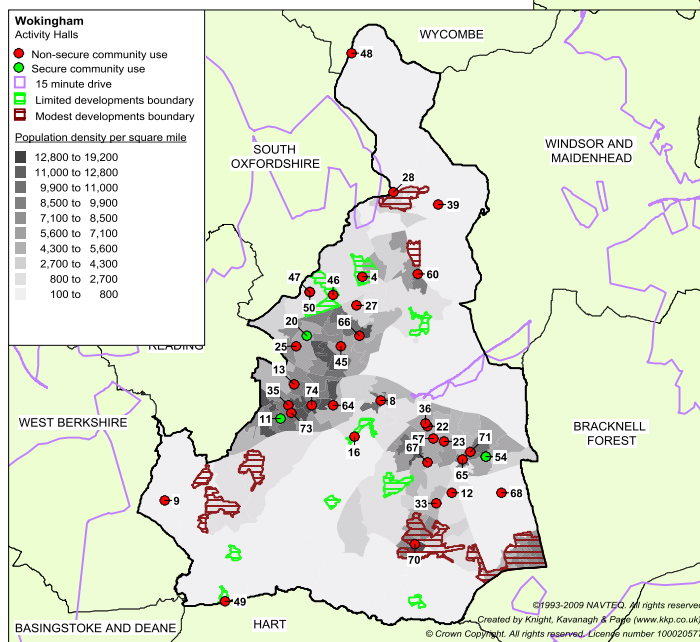 Wokingham
Activity Halls
Non-secure community use
Secure community use
15 minute drive
Limited developments boundary
Modest developments boundary
Population density per square mile
12,800 to 19,200
11,000 to 12,800
9,900 to 11,000
8,500 to 9,900
7,100 to 8,500
5,600 to 7,100
4,300 to 5,600
2,700 to 4,300
800 to 2,700
100 to 800
WYCOMBE
48
SOUTH
OXFORDSHIRE
WINDSOR AND
MAIDENHEAD
28
39
47
46
4
60
50
27
20
66
25
45
READING
13
35
74
64
8
11
73
36
22
16
57
23
71
67
54
65
WEST BERKSHIRE
BRACKNELL
FOREST
9
12
68
33
70
49
BASINGSTOKE AND DEANE
HART
©1993-2009 NAVTEQ. All rights reserve
Created by Knight, Kavanagh & Page (www.kkp.co.uk
© Crown Copyright. All rights reserved. Licence number 100020